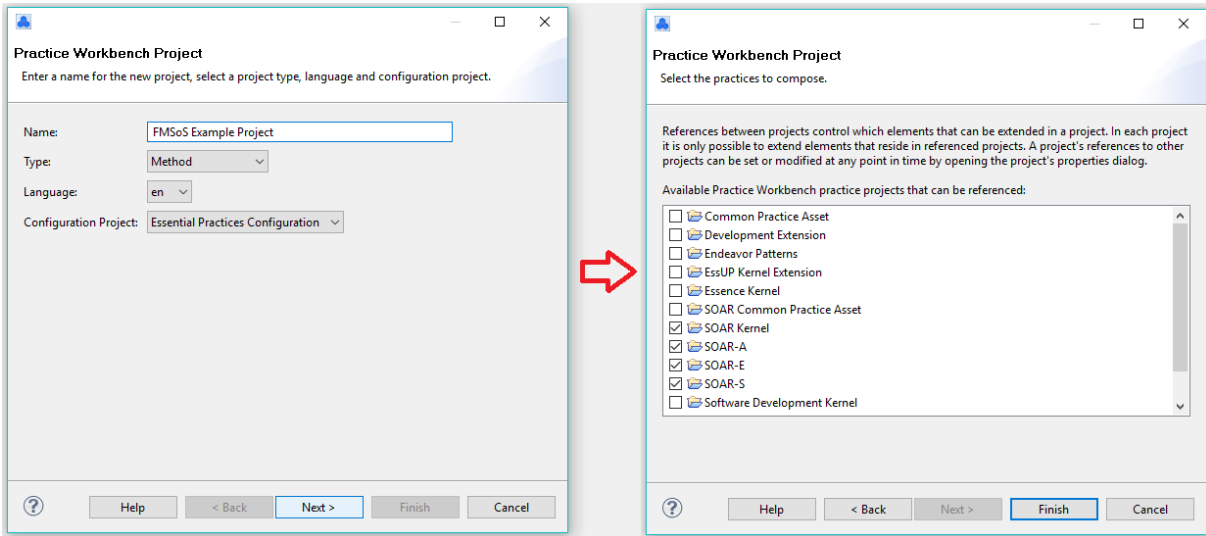 Practice Workbench Project
Enter a name for the new project, select a project type, language and configuration project.
Name: FMSoS Example Project
Type: Method
Language: en
Configuration Project: Essential Practices Configuration
Help < Back Next > Finish Cancel
Practice Workbench Project
Select the practices to compose.
References between projects control which elements that can be extended in a project. In each project
it is only possible to extend elements that reside in referenced projects. A project's references to other
projects can be set or modified at any point in time by opening the project's properties dialog.
Available Practice Workbench practice projects that can be referenced:
Common Practice Asset
Development Extension
Endeavor Patterns
EssUP Kernel Extension
Essence Kernel
SOAR Common Practice Asset
SOAR Kernel
SOAR-A
SOAR-E
SOAR-S
Software Development Kernel
Help < Back Next > Finish Cancel